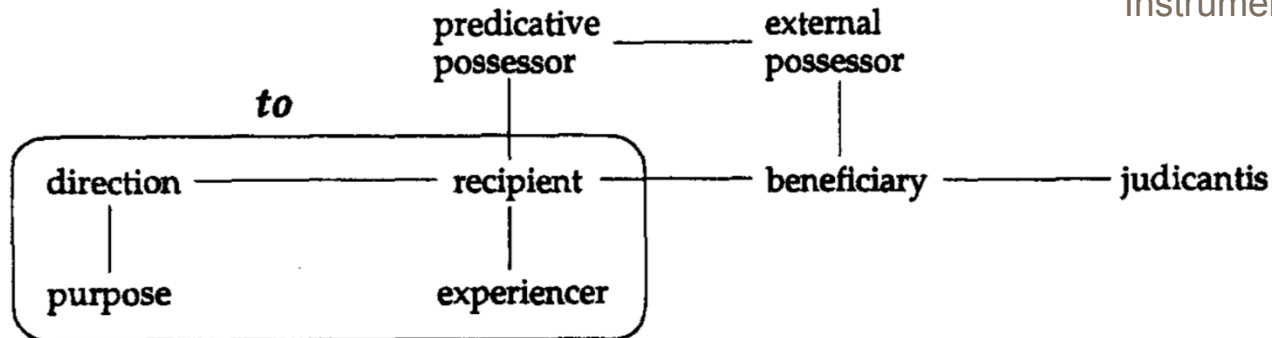 predicative external
possessor possessor
to
direction recipient beneficiary judicantis
purpose experiencer